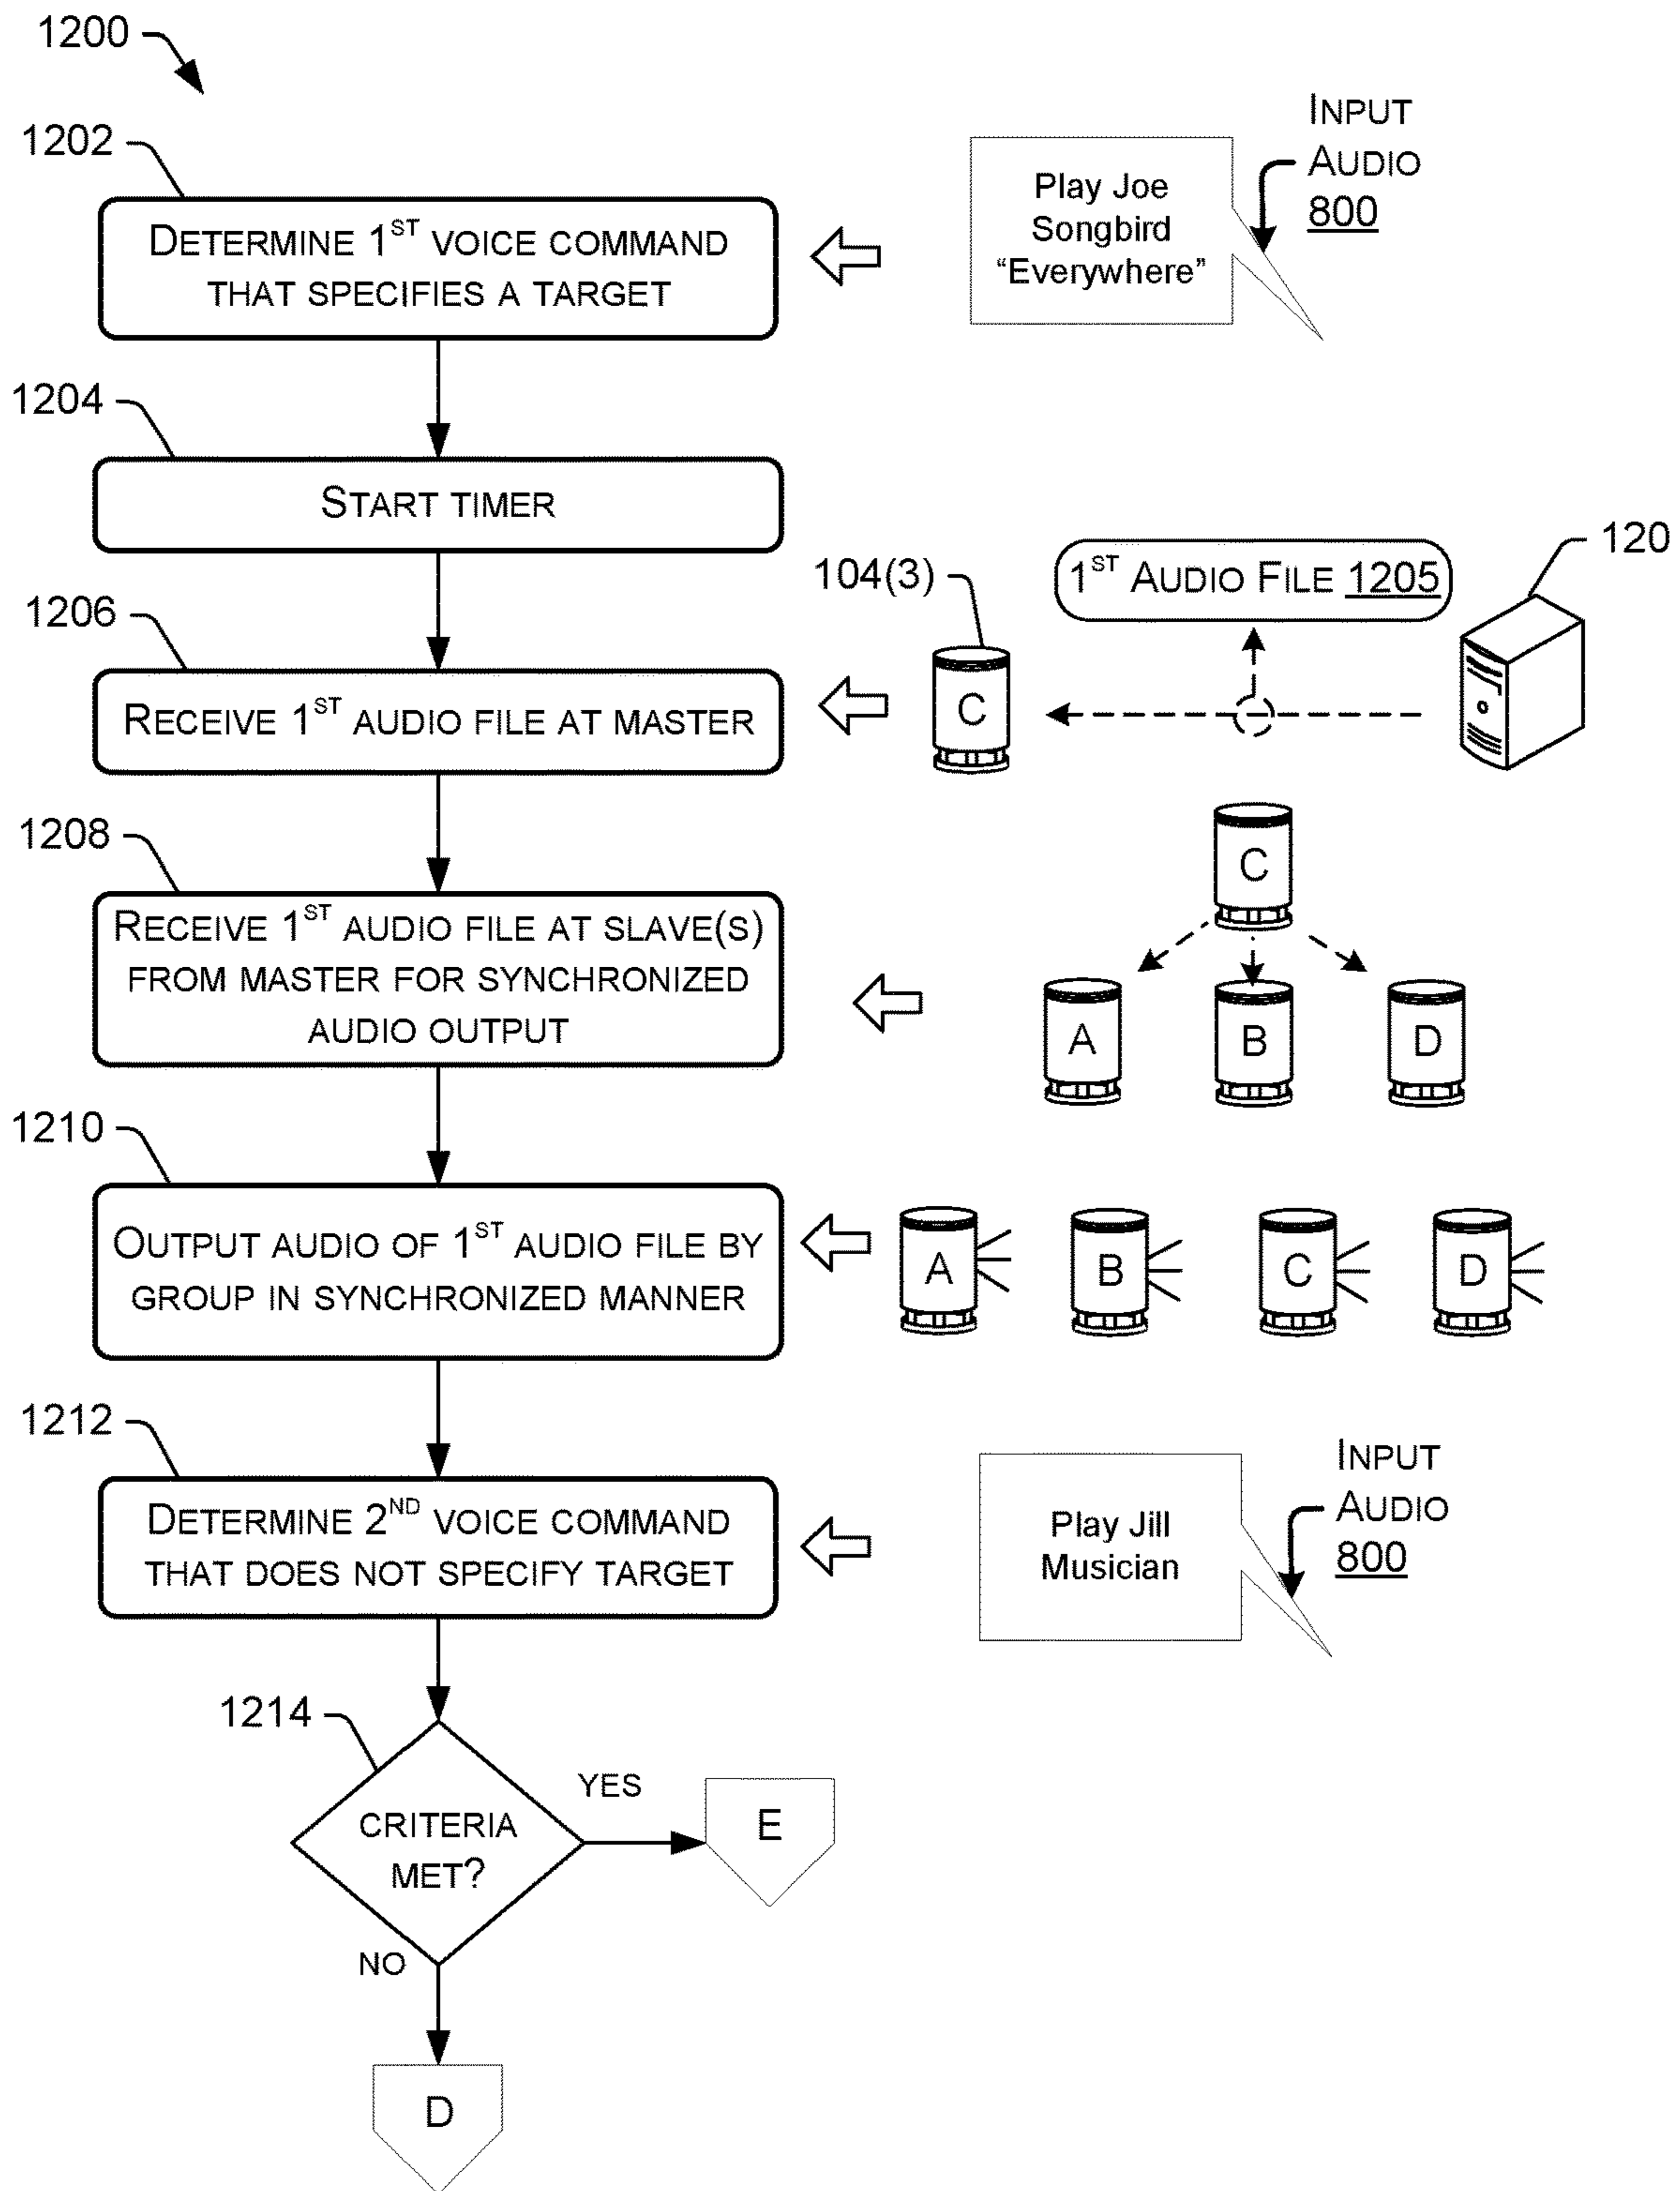 1200
1202
DETERMINE 1ST VOICE COMMAND
THAT SPECIFIES A TARGET
Play Joe
Songbird
“Everywhere”
INPUT
AUDIO
800
1204
START TIMER
1206
RECEIVE 1ST AUDIO FILE AT MASTER
104(3)
C
1ST AUDIO FILE 1205
120
1208
RECEIVE 1ST AUDIO FILE AT SLAVE(S)
FROM MASTER FOR SYNCHRONIZED
AUDIO OUTPUT
C
A
B
D
1210
OUTPUT AUDIO OF 1ST AUDIO FILE BY
GROUP IN SYNCHRONIZED MANNER
A
B
C
D
1212
DETERMINE 2ND VOICE COMMAND
THAT DOES NOT SPECIFY TARGET
Play Jill
Musician
INPUT
AUDIO
800
1214
CRITERIA
MET?
YES
E
NO
D